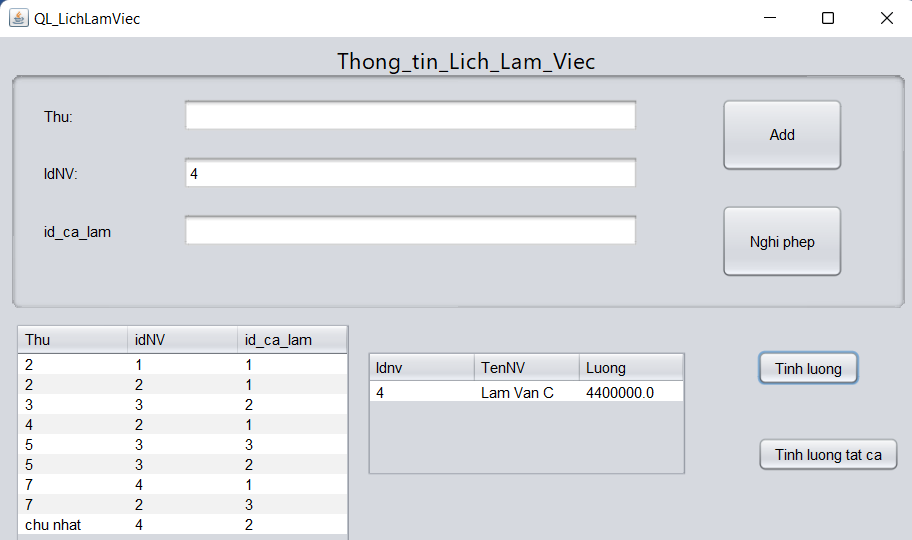 QL_LichLamViec
Thong_tin_Lich_Lam_Viec
Thu:
IdNV: 4
id_ca_lam
Add
Nghi phep
Thu idNV id_ca_lam
2 1 1
2 2 1
3 3 2
4 2 1
5 3 3
5 3 2
7 4 1
7 2 3
chu nhat 4 2
Idnv TenNV Luong
4 Lam Van C 4400000.0
Tinh luong
Tinh luong tat ca